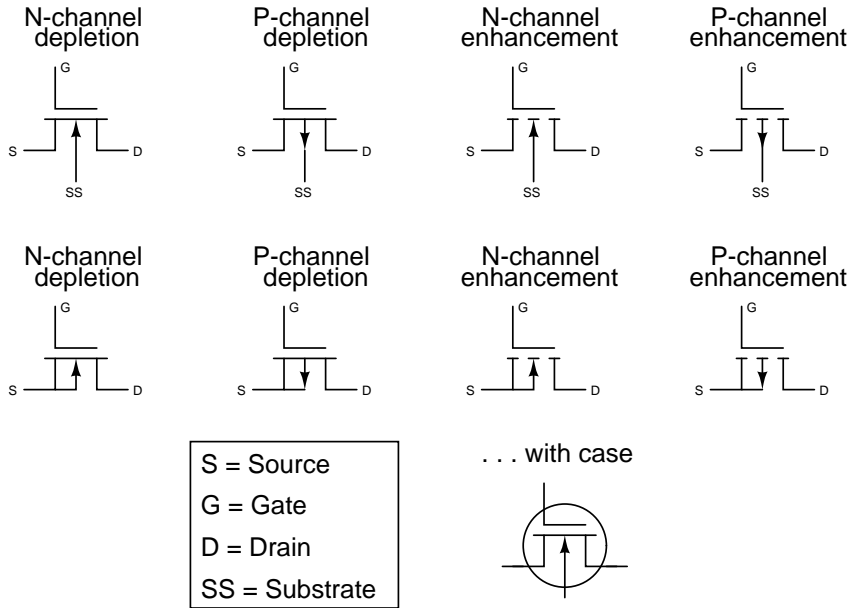 N-channel depletion
P-channel depletion
N-channel enhancement
P-channel enhancement
G
G
G
G
S
D
S
D
S
D
S
D
SS
SS
SS
SS
N-channel depletion
P-channel depletion
N-channel enhancement
P-channel enhancement
G
G
G
G
S
D
S
D
S
D
S
D
S = Source
G = Gate
D = Drain
SS = Substrate
. . . with case